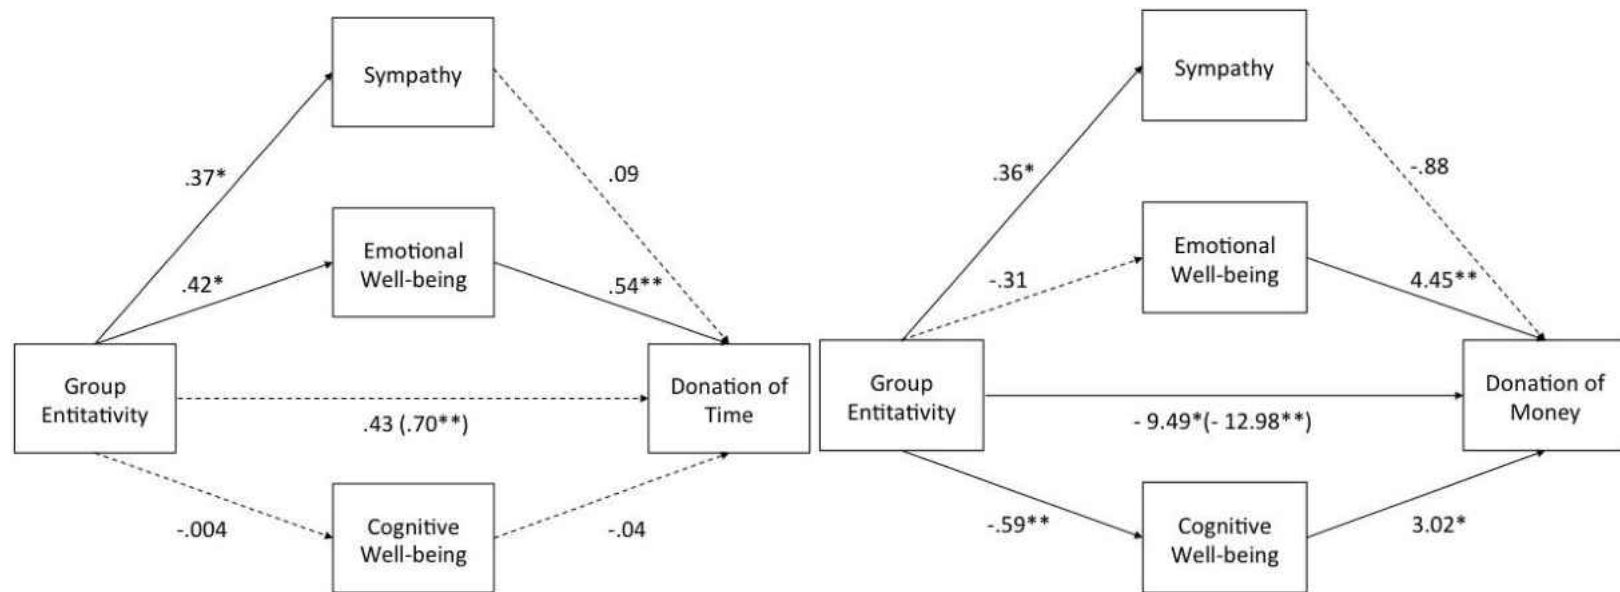 Sympathy
.37*
.09
Emotional
Well-being
.42*
.54**
Group
Entitativity
Donation of
Time
.43 (.70**)
-.004
Cognitive
Well-being
-.04
Sympathy
.36*
-.88
Emotional
Well-being
-.31
4.45**
Group
Entitativity
Donation of
Money
- 9.49*(- 12.98**)
-.59**
Cognitive
Well-being
3.02*